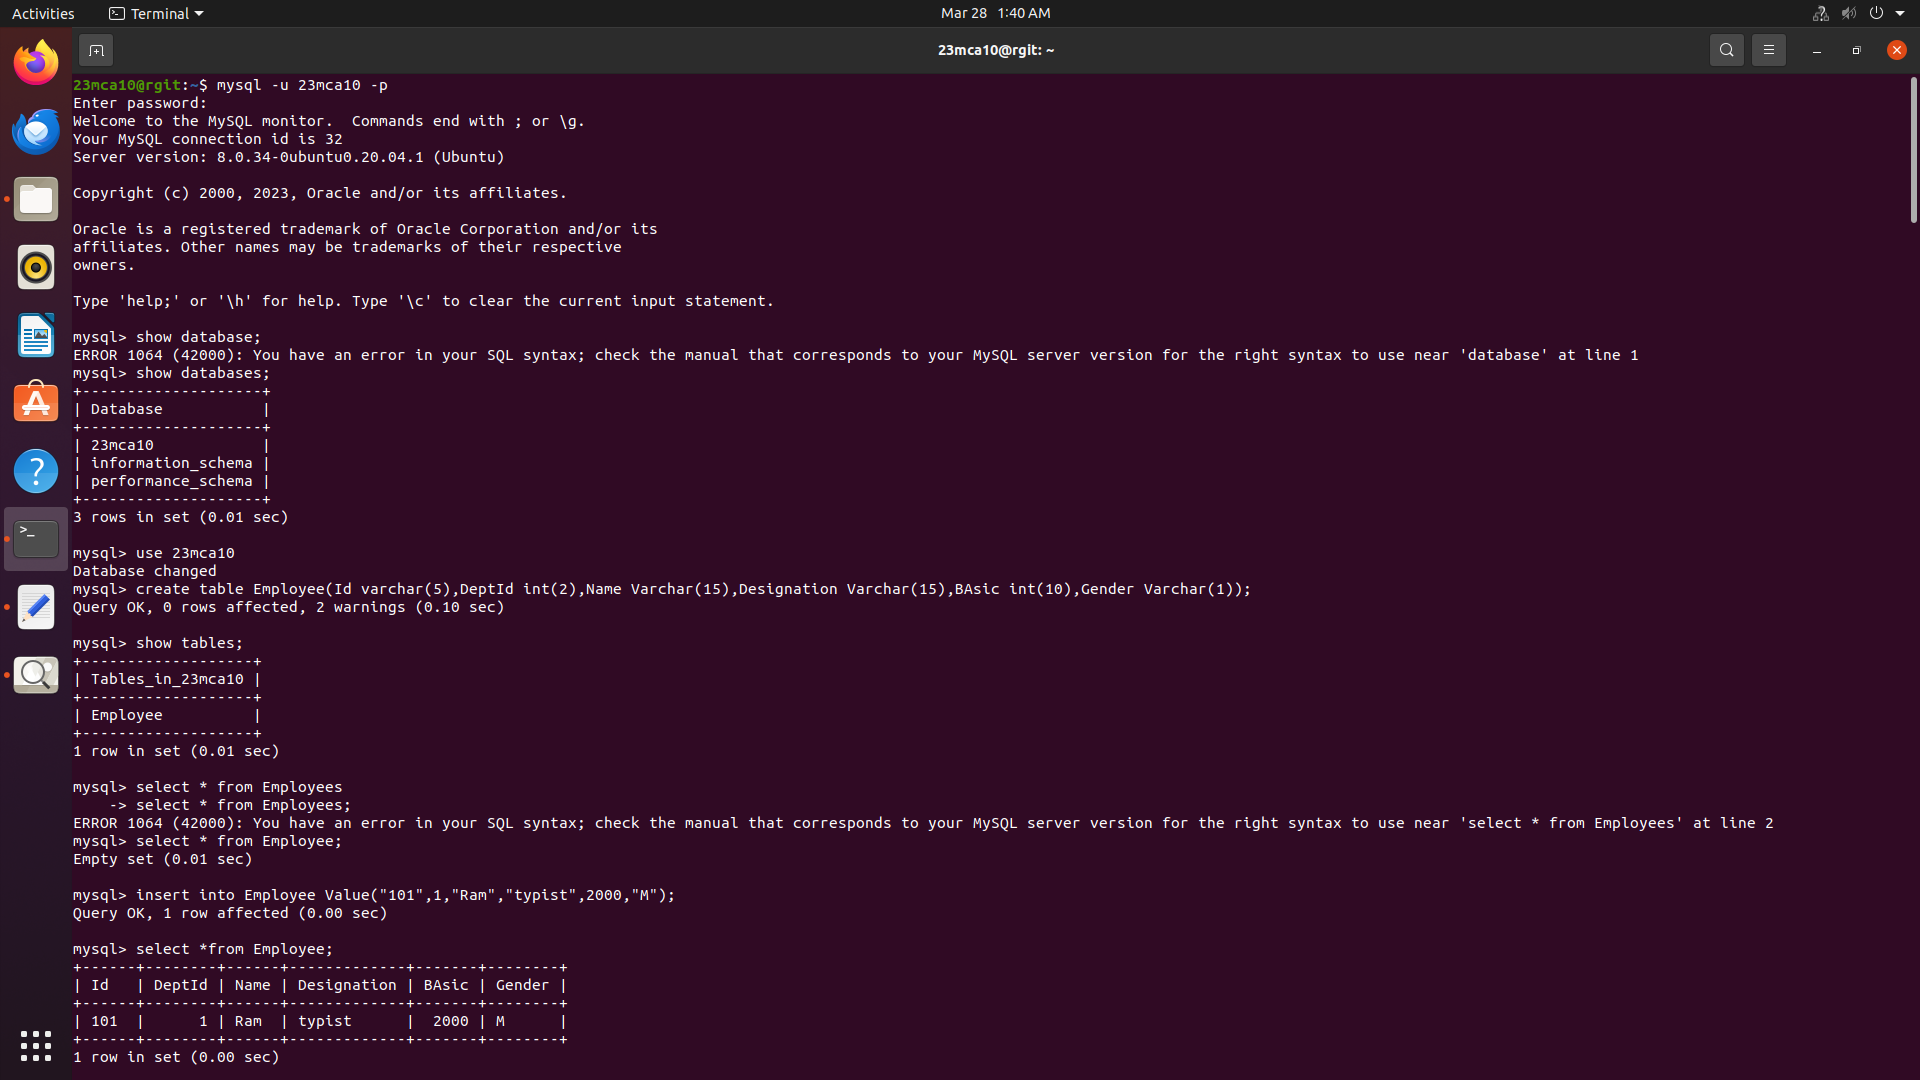 Activities
Terminal
Mar 28 1:40 AM
23mca10@rgit: ~
23mca10@rgit:~$ mysql -u 23mca10 -p
Enter password:
Welcome to the MySQL monitor.  Commands end with ; or \g.
Your MySQL connection id is 32
Server version: 8.0.34-0ubuntu0.20.04.1 (Ubuntu)

Copyright (c) 2000, 2023, Oracle and/or its affiliates.

Oracle is a registered trademark of Oracle Corporation and/or its
affiliates. Other names may be trademarks of their respective
owners.

Type 'help;' or '\h' for help. Type '\c' to clear the current input statement.

mysql> show database;
ERROR 1064 (42000): You have an error in your SQL syntax; check the manual that corresponds to your MySQL server version for the right syntax to use near 'database' at line 1
mysql> show databases;
+--------------------+
| Database           |
+--------------------+
| 23mca10            |
| information_schema |
| performance_schema |
+--------------------+
3 rows in set (0.01 sec)

mysql> use 23mca10
Database changed
mysql> create table Employee(Id varchar(5),DeptId int(2),Name Varchar(15),Designation Varchar(15),BAsic int(10),Gender Varchar(1));
Query OK, 0 rows affected, 2 warnings (0.10 sec)

mysql> show tables;
+-------------------+
| Tables_in_23mca10 |
+-------------------+
| Employee          |
+-------------------+
1 row in set (0.01 sec)

mysql> select * from Employees
    -> select * from Employees;
ERROR 1064 (42000): You have an error in your SQL syntax; check the manual that corresponds to your MySQL server version for the right syntax to use near 'select * from Employees' at line 2
mysql> select * from Employee;
Empty set (0.01 sec)

mysql> insert into Employee Value("101",1,"Ram","typist",2000,"M");
Query OK, 1 row affected (0.00 sec)

mysql> select *from Employee;
+------+--------+------+-------------+-------+--------+
| Id   | DeptId | Name | Designation | BAsic | Gender |
+------+--------+------+-------------+-------+--------+
| 101  |      1 | Ram  | typist      |  2000 | M      |
+------+--------+------+-------------+-------+--------+
1 row in set (0.00 sec)